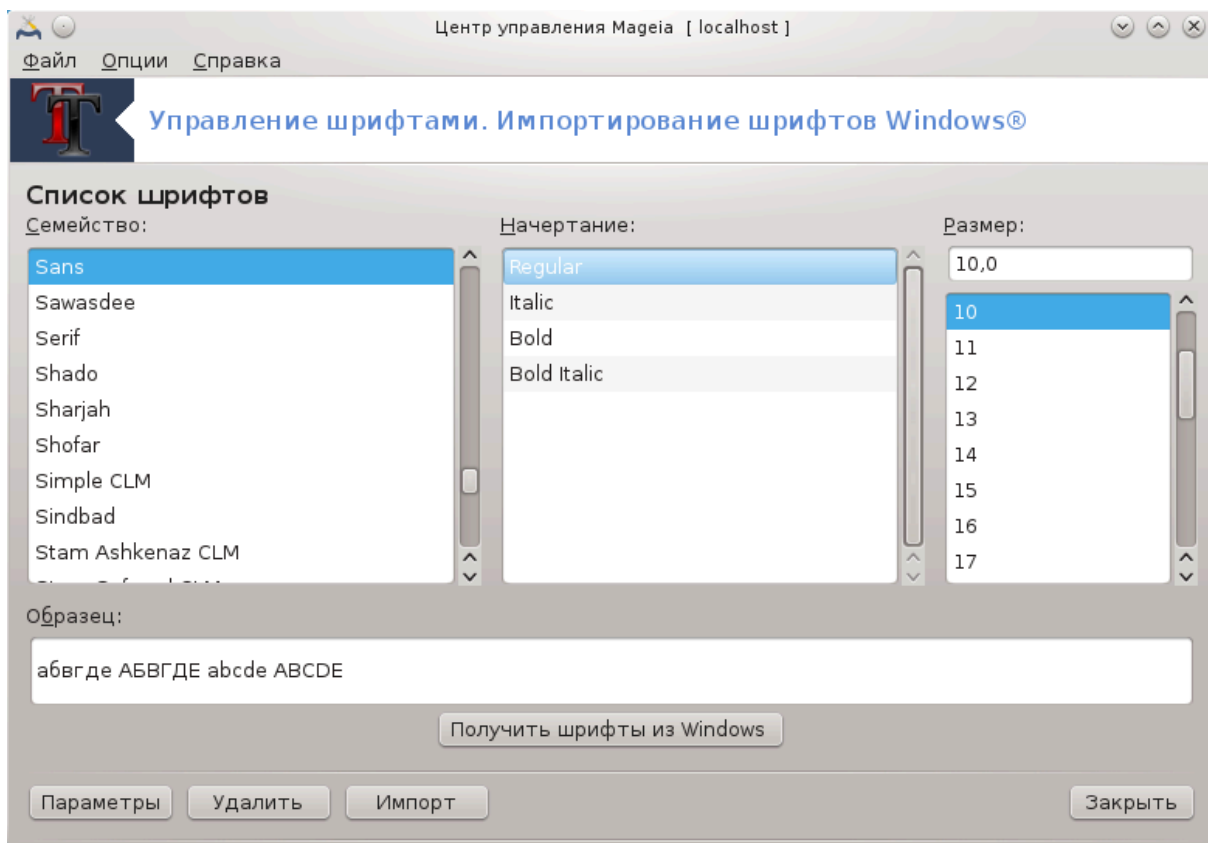 Центр управления Mageia [ localhost ]
Файл Опции Справка
Управление шрифтами. Импортирование шрифтов Windows®
Список шрифтов
Семейство:
Sans
Sawasdee
Serif
Shado
Sharjah
Shofar
Simple CLM
Sindbad
Stam Ashkenaz CLM
Начертание:
Regular
Italic
Bold
Bold Italic
Размер:
10,0
10
11
12
13
14
15
16
17
Образец:
абвгде АБВГДЕ abcde ABCDE
Получить шрифты из Windows
Параметры Удалить Импорт Закрыть